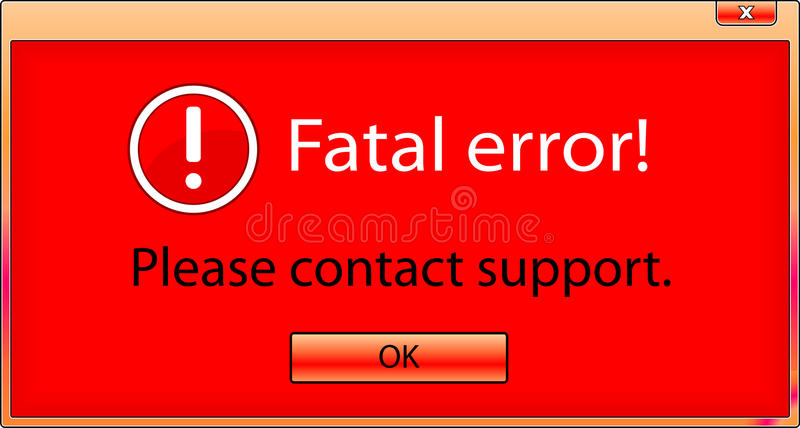 X
Fatal error!
dreamstime.
Please contact support.
OK